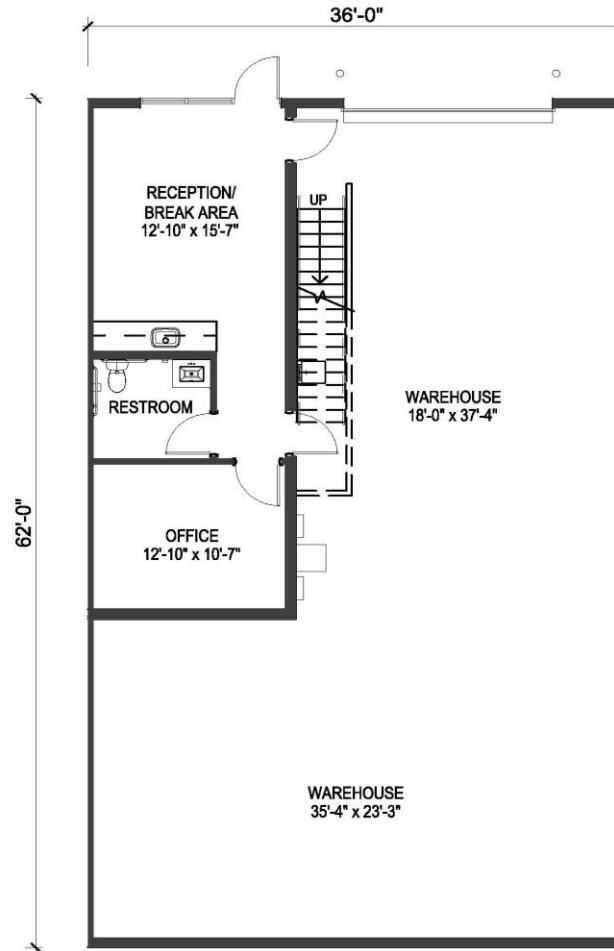 36'-0"
RECEPTION/
BREAK AREA
12'-10" x 15'-7"
UP
WAREHOUSE
18'-0" x 37'-4"
RESTROOM
62'-0"
OFFICE
12'-10" x 10'-7"
WAREHOUSE
35'-4" x 23'-3"